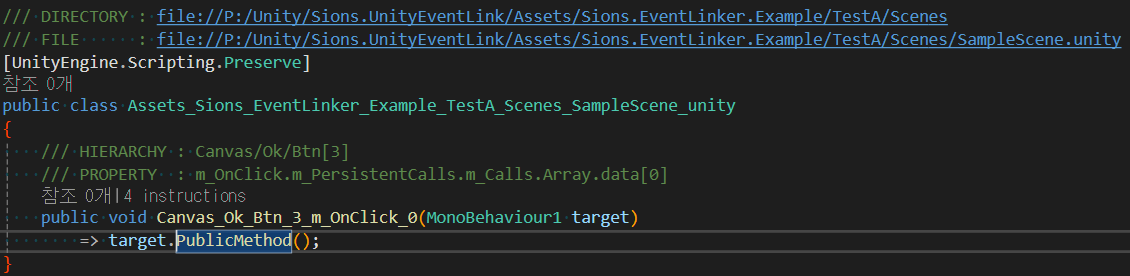 /// DIRECTORY : file://P:/Unity/Sions.UnityEventLink/Assets/Sions.EventLinker.Example/TestA/Scenes
/// FILE      : file://P:/Unity/Sions.UnityEventLink/Assets/Sions.EventLinker.Example/TestA/Scenes/SampleScene.unity
[UnityEngine.Scripting.Preserve]
참조 0개
public class Assets_Sions_EventLinker_Example_TestA_Scenes_SampleScene_unity
{
    /// HIERARCHY : Canvas/Ok/Btn[3]
    /// PROPERTY  : m_OnClick.m_PersistentCalls.m_Calls.Array.data[0]
    참조 0개|4 instructions
    public void Canvas_Ok_Btn_3_m_OnClick_0(MonoBehaviour1 target)
        => target.PublicMethod();
}